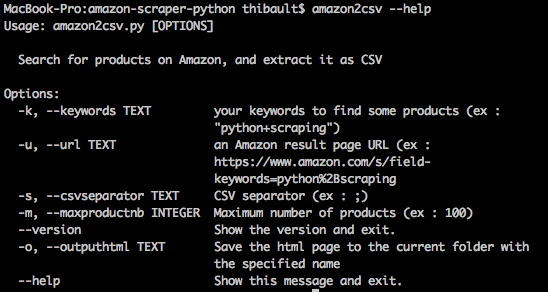 MacBook-Pro:amazon-scraper-python thibault$ amazon2csv --help
Usage: amazon2csv.py [OPTIONS]
Search for products on Amazon, and extract it as CSV
Options:
-k, --keywords TEXT your keywords to find some products (ex :
"python+scraping")
-u, --url TEXT an Amazon result page URL (ex :
https://www.amazon.com/s/field-
keywords=python%2Bscraping
-s, --csvseparator TEXT CSV separator (ex : ;)
-m, --maxproductnb INTEGER Maximum number of products (ex : 100)
--version Show the version and exit.
-o, --outputhtml TEXT Save the html page to the current folder with
the specified name
--help Show this message and exit.